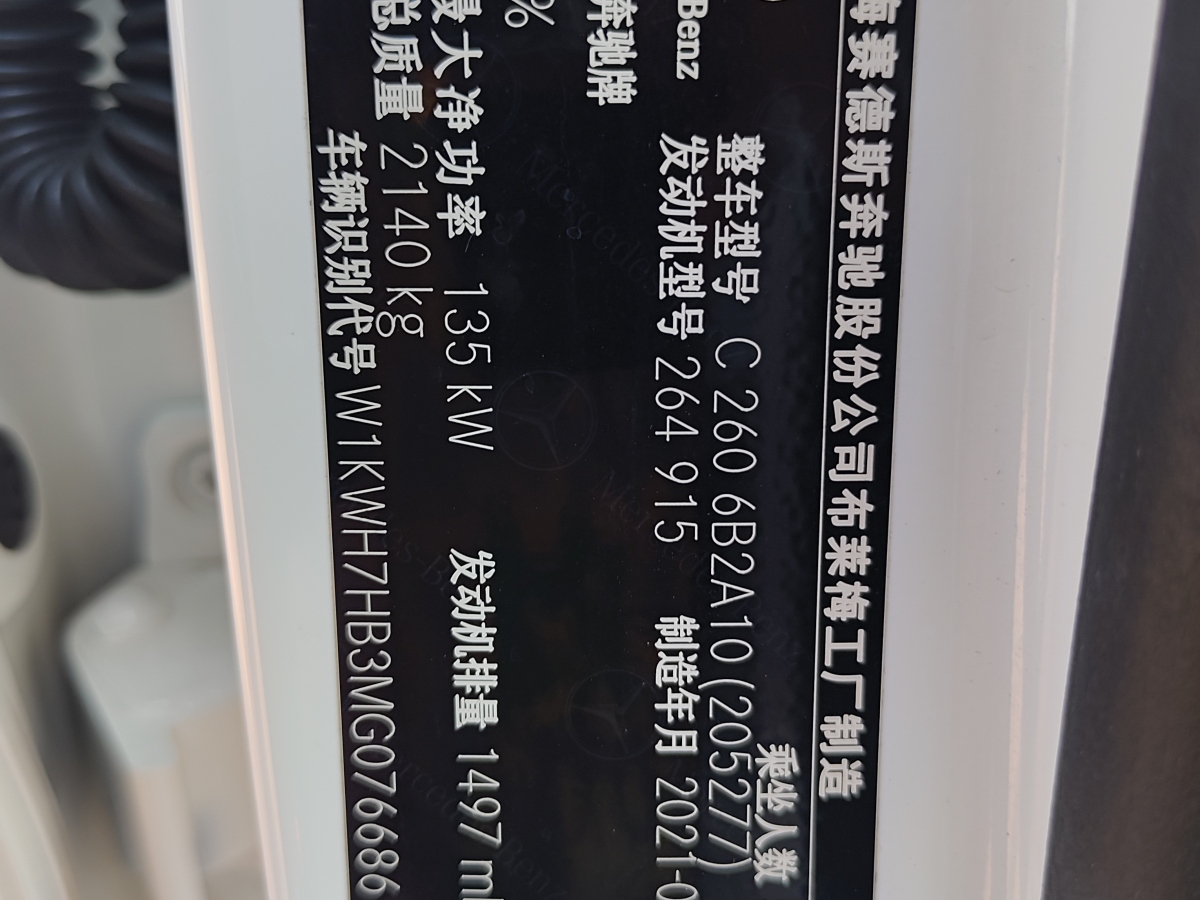 赛德斯奔驰股份公司布莱梅工厂制造
乘坐人数
整车型号 C 260 6B2A10(205277)
Benz 发动机型号 264 915 制造年月 2021-0
奔驰牌
%
最大净功率 135 kW 发动机排量 1497 ml
总质量 2140 kg
车辆识别代号 W1KWH7HB3MG076686